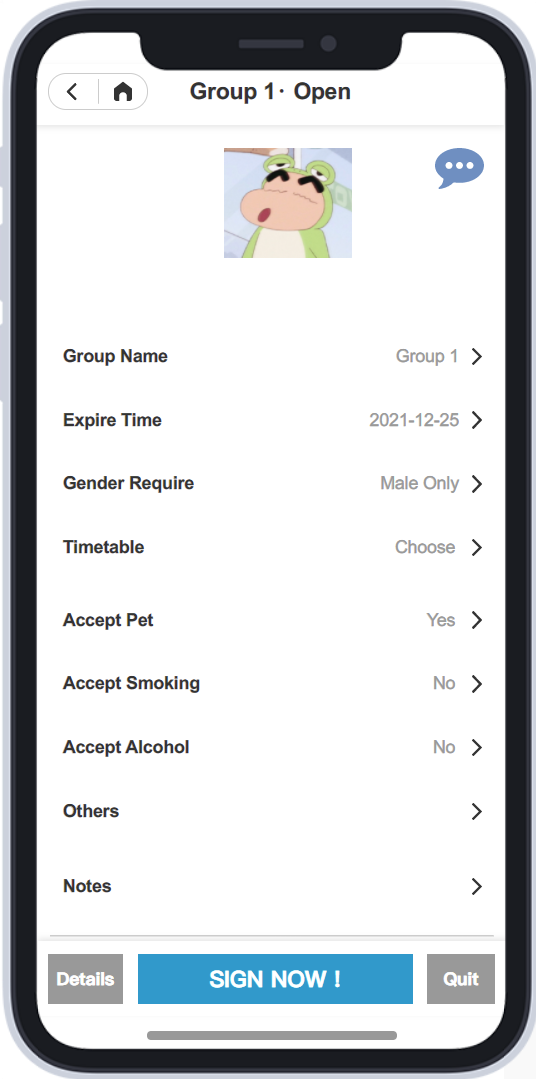 Group 1· Open
Group Name Group 1
Expire Time 2021-12-25
Gender Require Male Only
Timetable Choose
Accept Pet Yes
Accept Smoking No
Accept Alcohol No
Others
Notes
Details SIGN NOW ! Quit